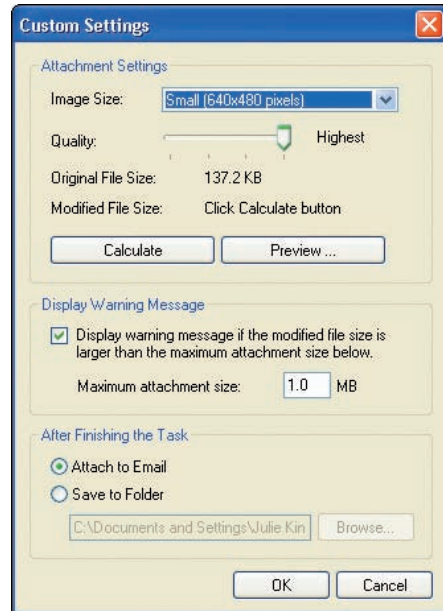 Custom Settings
Attachment Settings
Image Size: Small (640x480 pixels)
Quality: Highest
Original File Size: 137.2 KB
Modified File Size: Click Calculate button
Calculate Preview ...
Display Warning Message
Display warning message if the modified file size is
larger than the maximum attachment size below.
Maximum attachment size: 1.0 MB
After Finishing the Task
Attach to Email
Save to Folder
C:\Documents and Settings\Julie Kin Browse...
OK Cancel